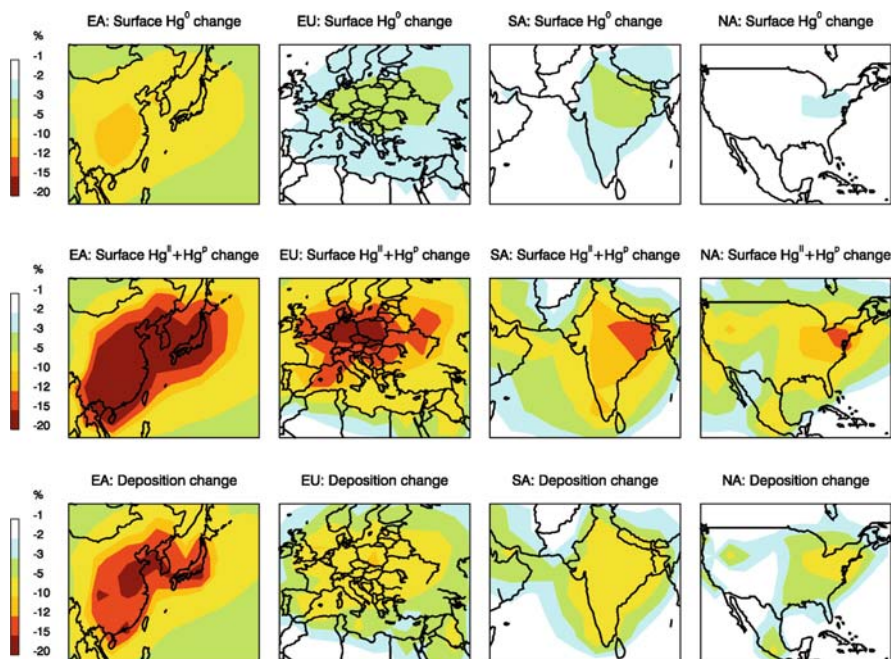 EA: Surface Hg⁰ change
EU: Surface Hg⁰ change
SA: Surface Hg⁰ change
NA: Surface Hg⁰ change
%
-1
-2
-3
-5
-10
-12
-15
-20
EA: Surface Hgᴵᴵ+Hgᵖ change
EU: Surface Hgᴵᴵ+Hgᵖ change
SA: Surface Hgᴵᴵ+Hgᵖ change
NA: Surface Hgᴵᴵ+Hgᵖ change
%
-1
-2
-3
-5
-10
-12
-15
-20
EA: Deposition change
EU: Deposition change
SA: Deposition change
NA: Deposition change
%
-1
-2
-3
-5
-10
-12
-15
-20